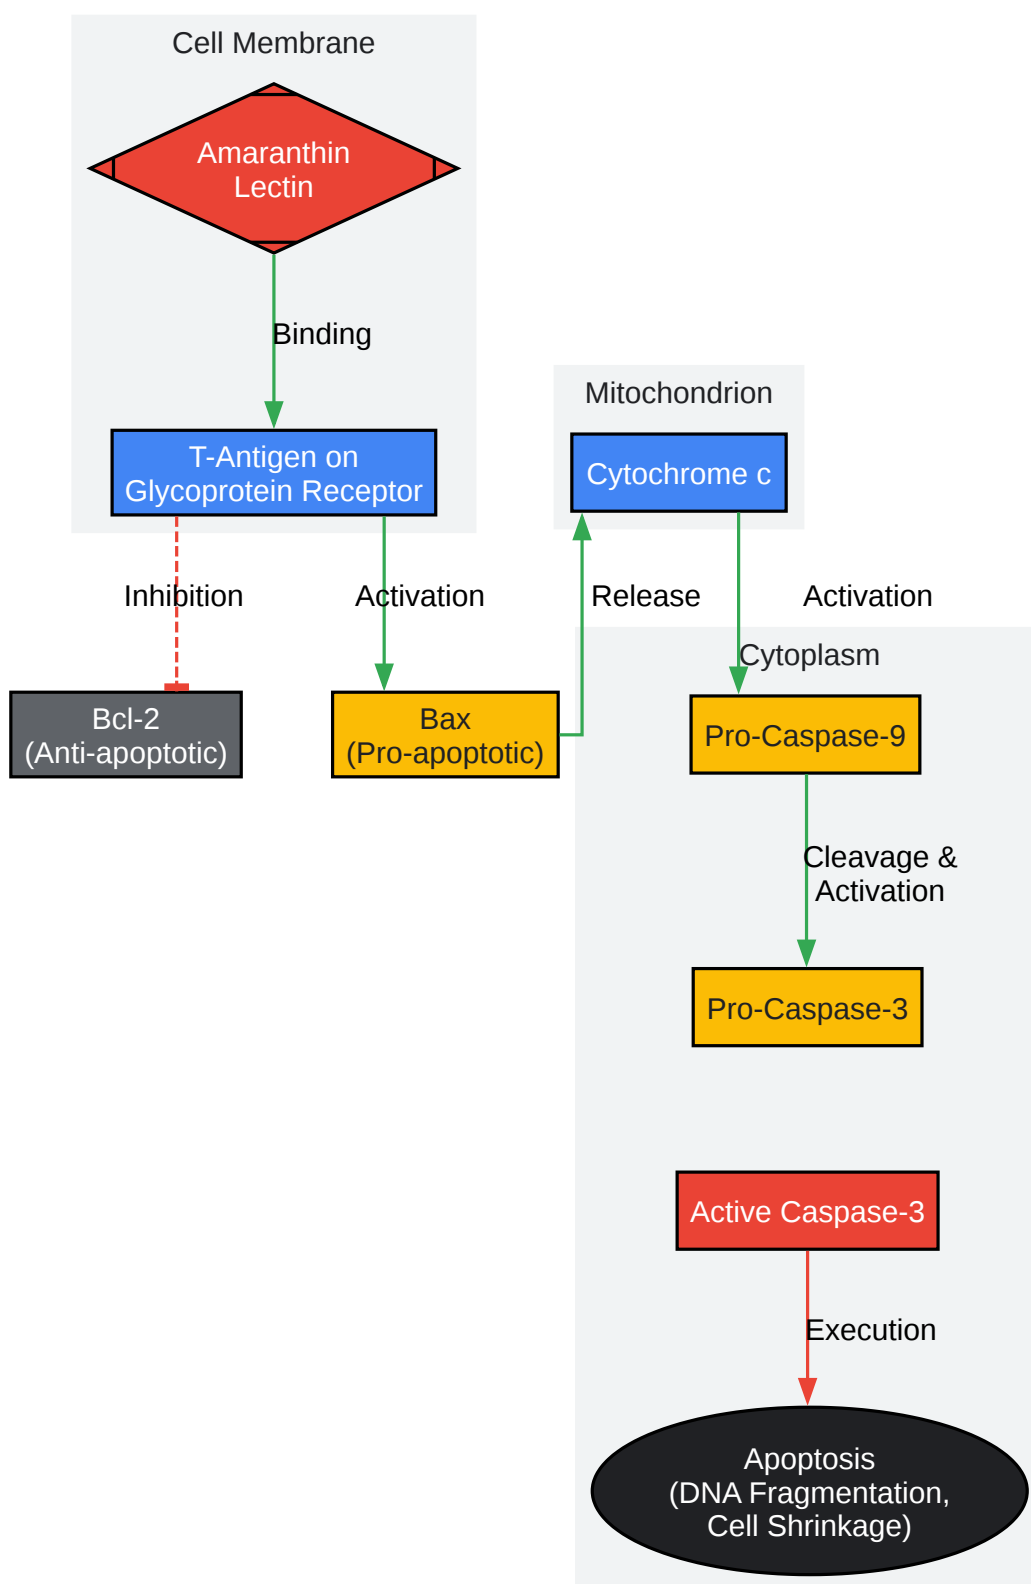 Cell Membrane
Amaranthin
Lectin
Binding
Mitochondrion
T-Antigen on
Glycoprotein Receptor
Cytochrome c
Inhibition
Activation
Release
Activation
Cytoplasm
Bcl-2
(Anti-apoptotic)
Bax
(Pro-apoptotic)
Pro-Caspase-9
Cleavage &
Activation
Pro-Caspase-3
Active Caspase-3
Execution
Apoptosis
(DNA Fragmentation,
Cell Shrinkage)